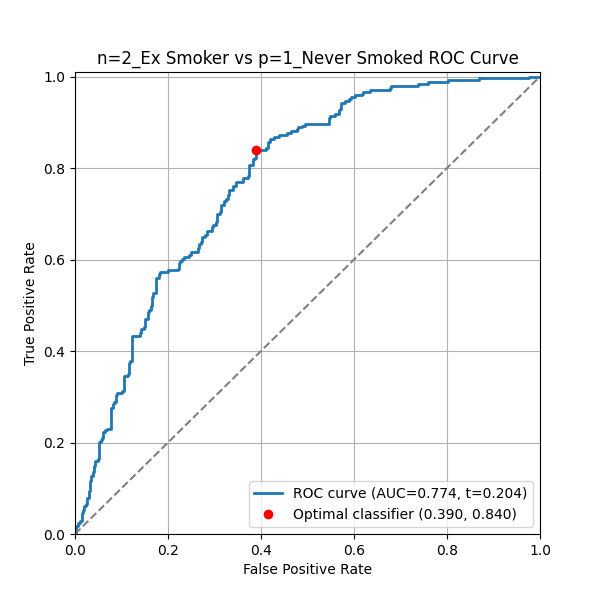 n=2_Ex Smoker vs p=1_Never Smoked ROC Curve
1.0
0.8
0.6
0.4
0.2
0.0
True Positive Rate
ROC curve (AUC=0.774, t=0.204)
Optimal classifier (0.390, 0.840)
0.0 0.2 0.4 0.6 0.8 1.0
False Positive Rate